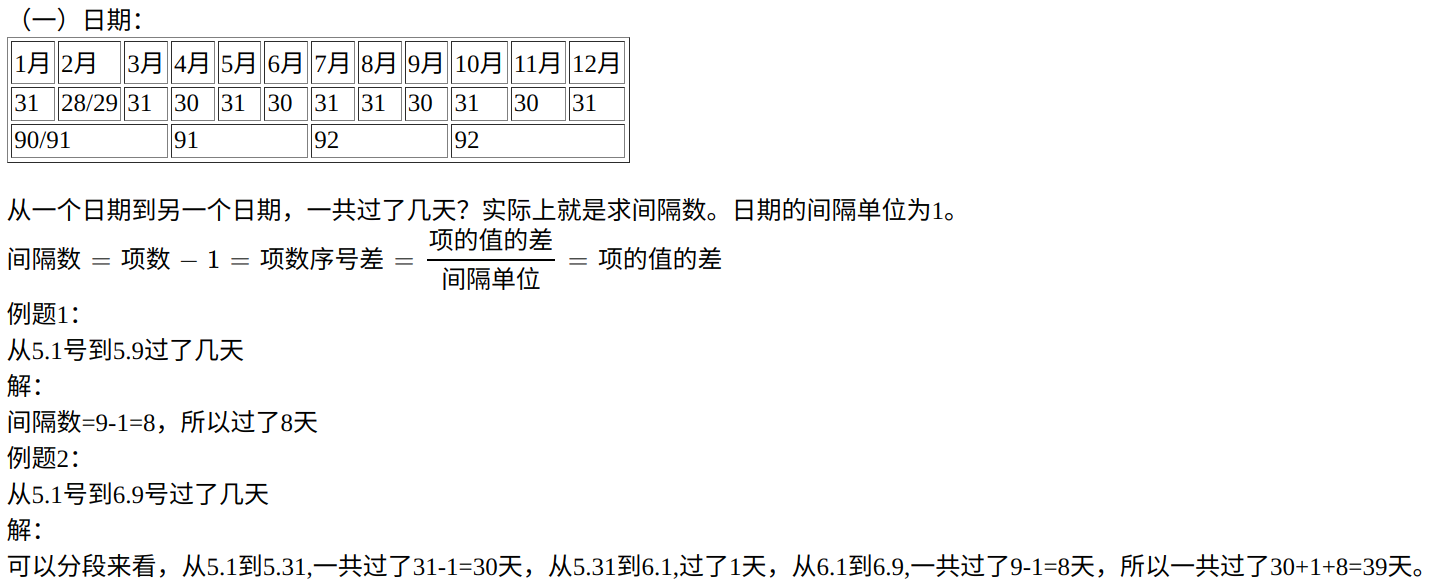 （一）日期：
1月 2月 3月 4月 5月 6月 7月 8月 9月 10月 11月 12月
31 28/29 31 30 31 30 31 31 30 31 30 31
90/91 91 92 92
从一个日期到另一个日期，一共过了几天？实际上就是求间隔数。日期的间隔单位为1。
间隔数 = 项数 − 1 = 项数序号差 = 项的值的差 / 间隔单位 = 项的值的差
例题1：
从5.1号到5.9过了几天
解：
间隔数=9-1=8，所以过了8天
例题2：
从5.1号到6.9号过了几天
解：
可以分段来看，从5.1到5.31,一共过了31-1=30天，从5.31到6.1,过了1天，从6.1到6.9,一共过了9-1=8天，所以一共过了30+1+8=39天。